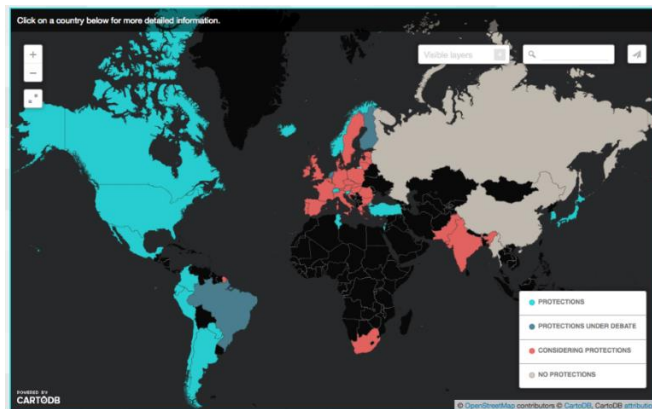 Click on a country below for more detailed information.
+
Visible layers
−
PROTECTIONS
PROTECTIONS UNDER DEBATE
CONSIDERING PROTECTIONS
NO PROTECTIONS
POWERED BY
CARTODB
© OpenStreetMap contributors © CartoDB, CartoDB attributio